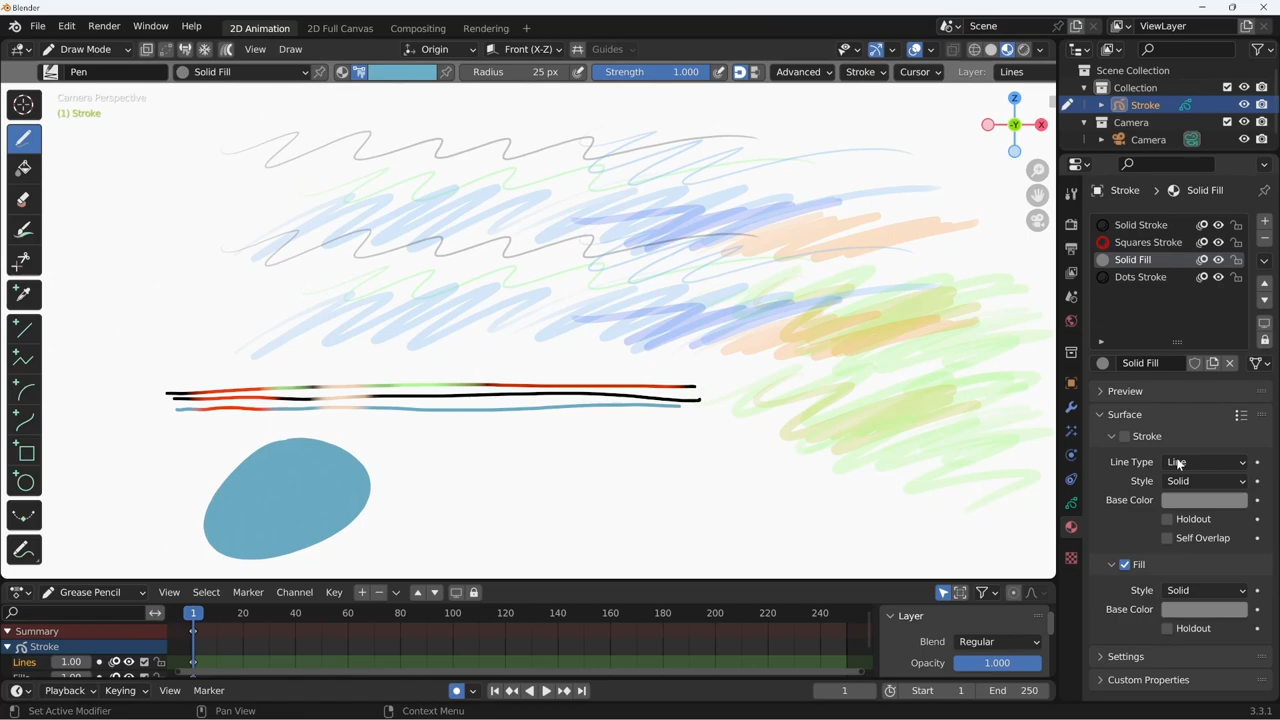 Blender
File Edit Render Window Help 2D Animation 2D Full Canvas Compositing Rendering + Scene ViewLayer
Draw Mode View Draw Origin Front (X-Z) Guides
Pen Solid Fill Radius 25 px Strength 1.000 Advanced Stroke Cursor Layer: Lines
Camera Perspective
(1) Stroke
Z
-Y X
Scene Collection
Collection
Stroke
Camera
Camera
Stroke > Solid Fill
Solid Stroke
Squares Stroke
Solid Fill
Dots Stroke
Solid Fill
Preview
Surface
Stroke
Line Type Line
Style Solid
Base Color
Holdout
Self Overlap
Fill
Style Solid
Base Color
Holdout
Settings
Custom Properties
Grease Pencil View Select Marker Channel Key
1 20 40 60 80 100 120 140 160 180 200 220 240
Summary
Stroke
Lines 1.00
Layer
Blend Regular
Opacity 1.000
Playback Keying View Marker 1 Start 1 End 250
Set Active Modifier Pan View Context Menu 3.3.1